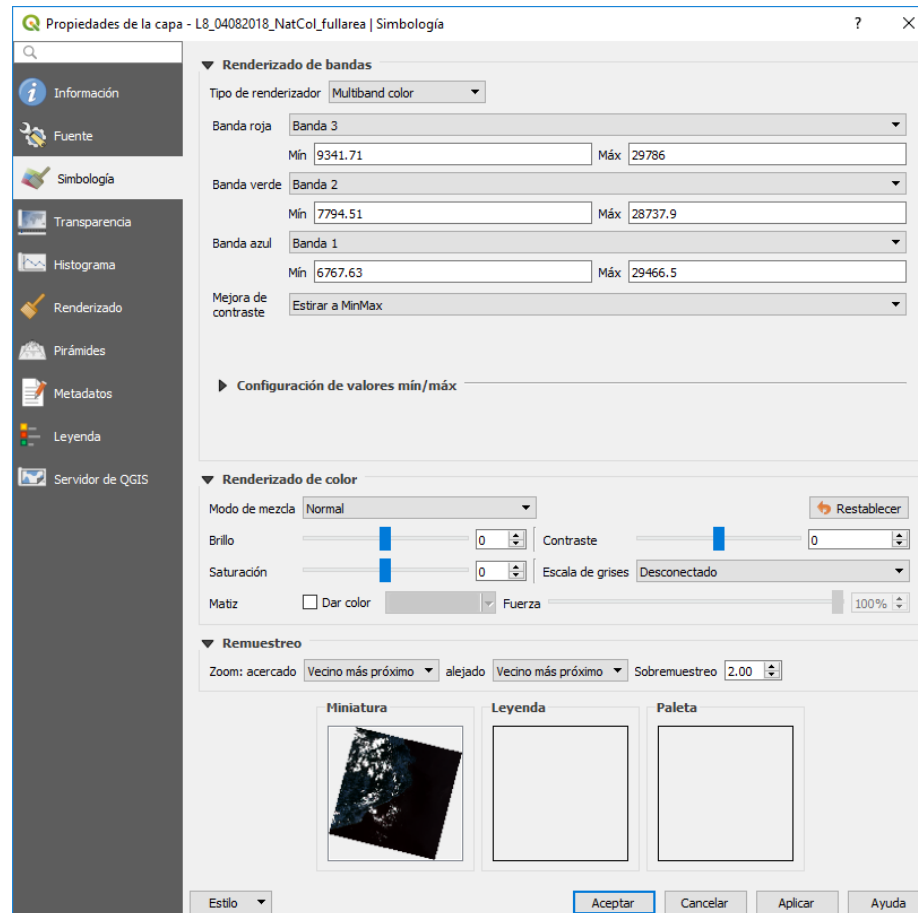 Propiedades de la capa - L8_04082018_NatCol_fullarea | Simbología
Información
Fuente
Simbología
Transparencia
Histograma
Renderizado
Pirámides
Metadatos
Leyenda
Servidor de QGIS
Renderizado de bandas
Tipo de renderizador Multiband color
Banda roja Banda 3
Mín 9341.71 Máx 29786
Banda verde Banda 2
Mín 7794.51 Máx 28737.9
Banda azul Banda 1
Mín 6767.63 Máx 29466.5
Mejora de
contraste Estirar a MinMax
Configuración de valores mín/máx
Renderizado de color
Modo de mezcla Normal Restablecer
Brillo 0 Contraste 0
Saturación 0 Escala de grises Desconectado
Matiz Dar color Fuerza 100%
Remuestreo
Zoom: acercado Vecino más próximo alejado Vecino más próximo Sobremuestreo 2.00
Miniatura Leyenda Paleta
Estilo Aceptar Cancelar Aplicar Ayuda